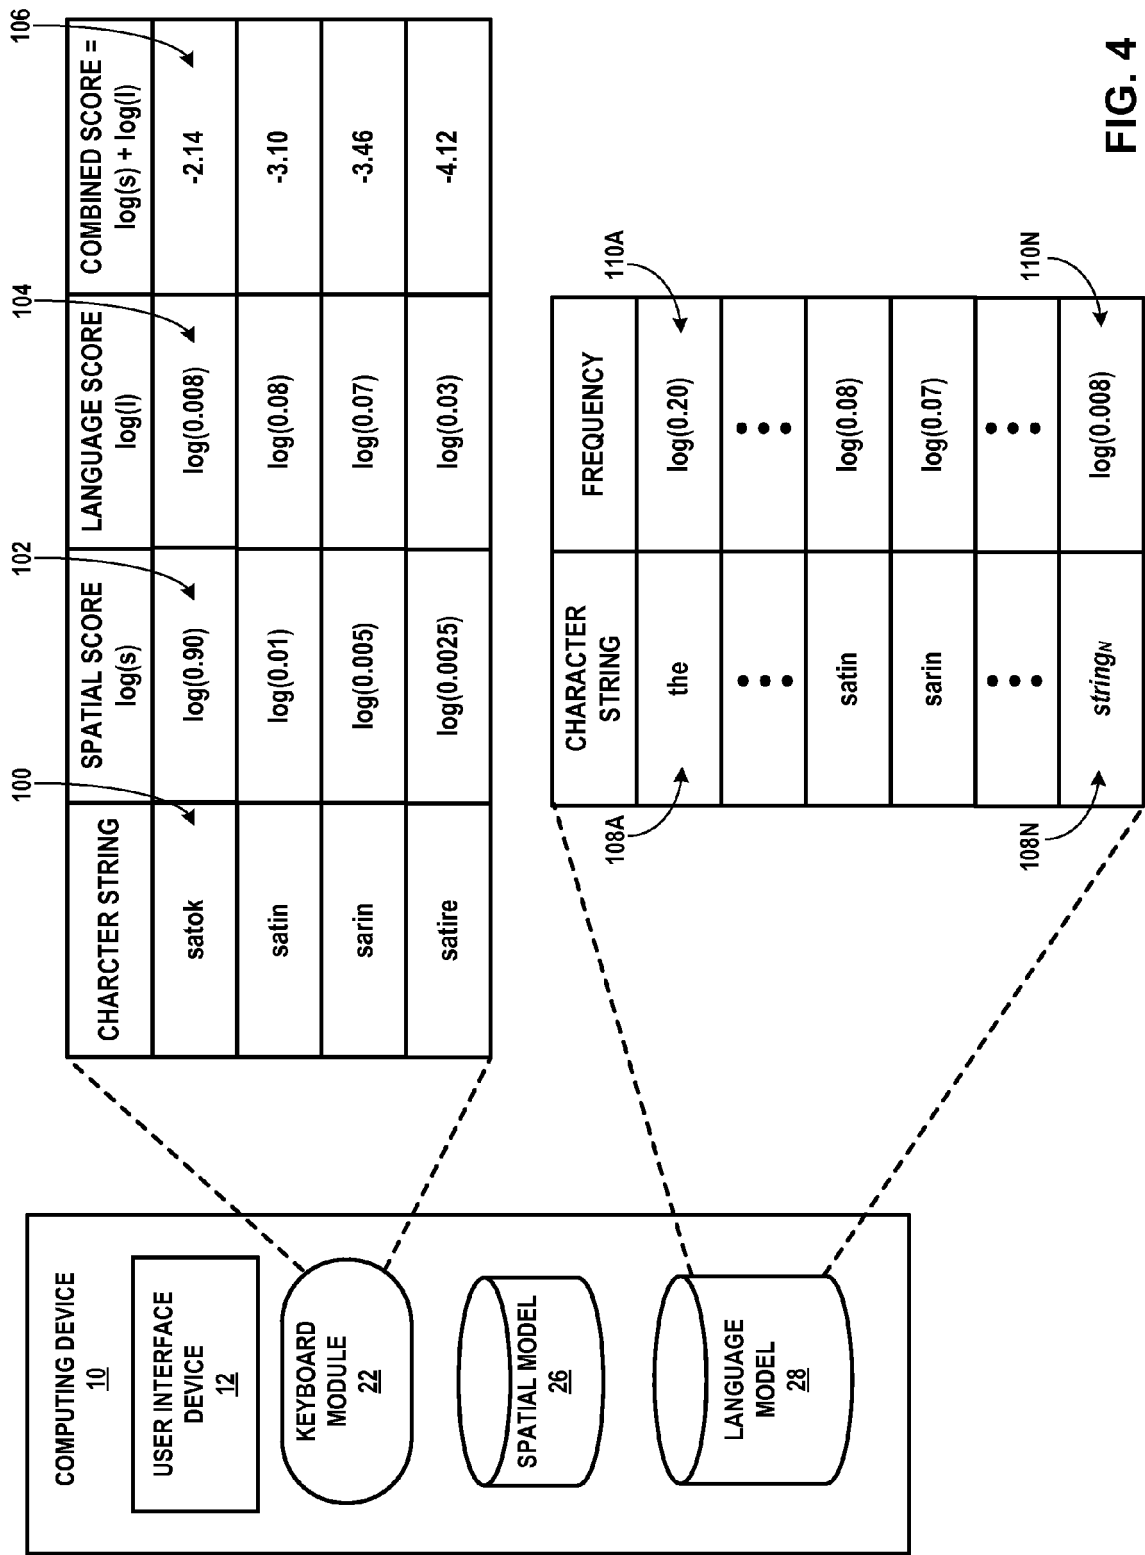 COMPUTING DEVICE
10
USER INTERFACE
DEVICE
12
KEYBOARD
MODULE
22
SPATIAL MODEL
26
LANGUAGE
MODEL
28
100
102
104
106
CHARCTER STRING
SPATIAL SCORE
log(s)
LANGUAGE SCORE
log(l)
COMBINED SCORE =
log(s) + log(l)
satok
log(0.90)
log(0.008)
-2.14
satin
log(0.01)
log(0.08)
-3.10
sarin
log(0.005)
log(0.07)
-3.46
satire
log(0.0025)
log(0.03)
-4.12
108A
110A
CHARACTER
STRING
FREQUENCY
the
log(0.20)
satin
log(0.08)
sarin
log(0.07)
stringN
log(0.008)
108N
110N
FIG. 4